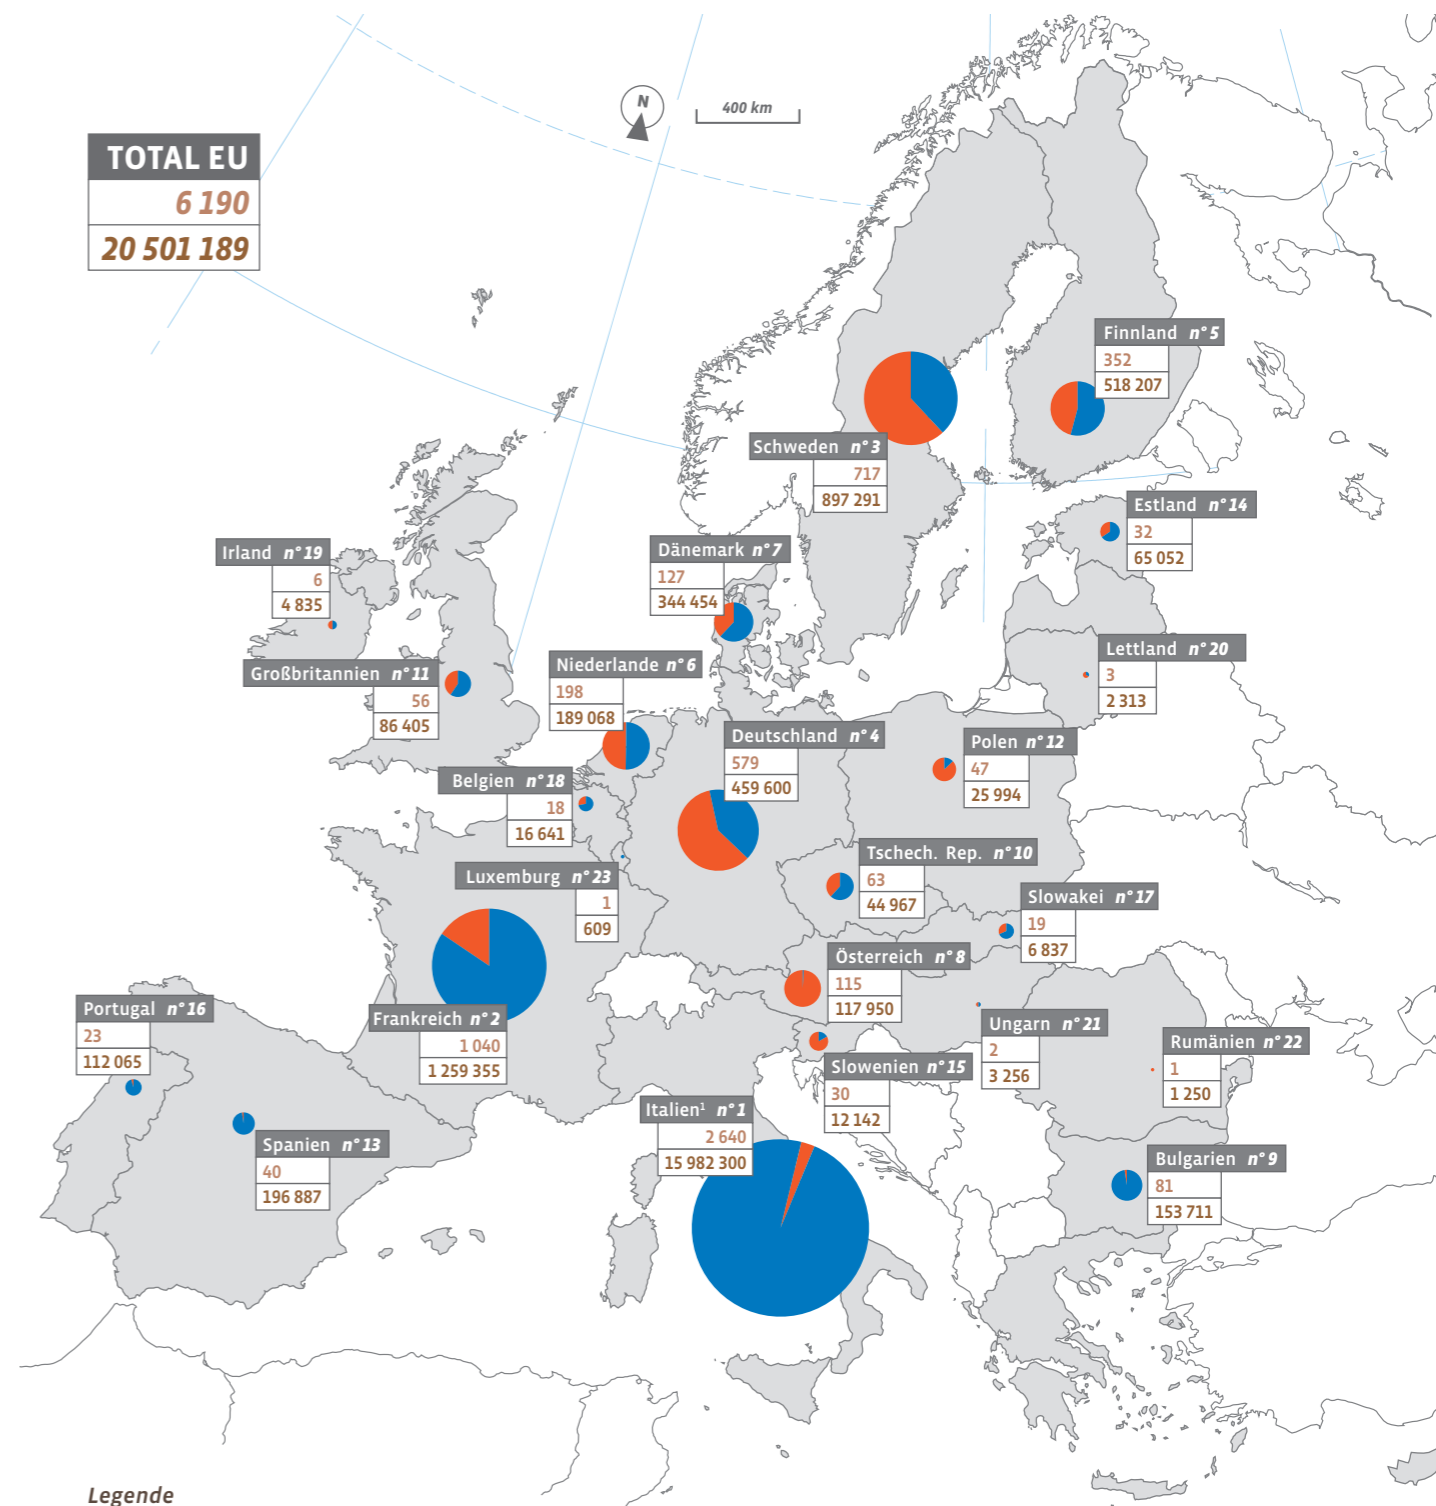 N
400 km
TOTAL EU
6 190
20 501 189
Finnland n° 5
352
518 207
Schweden n° 3
717
897 291
Estland n° 14
32
65 052
Irland n° 19
6
4 835
Dänemark n° 7
127
344 454
Lettland n° 20
3
2 313
Großbritannien n° 11
56
86 405
Niederlande n° 6
198
189 068
Deutschland n° 4
579
459 600
Polen n° 12
47
25 994
Belgien n° 18
18
16 641
Tschech. Rep. n° 10
63
44 967
Luxemburg n° 23
1
609
Slowakei n° 17
19
6 837
Österreich n° 8
115
117 950
Portugal n° 16
23
112 065
Frankreich n° 2
1 040
1 259 355
Ungarn n° 21
2
3 256
Rumänien n° 22
1
1 250
Slowenien n° 15
30
12 142
Italien¹ n° 1
2 640
15 982 300
Spanien n° 13
40
196 887
Bulgarien n° 9
81
153 711
Legende